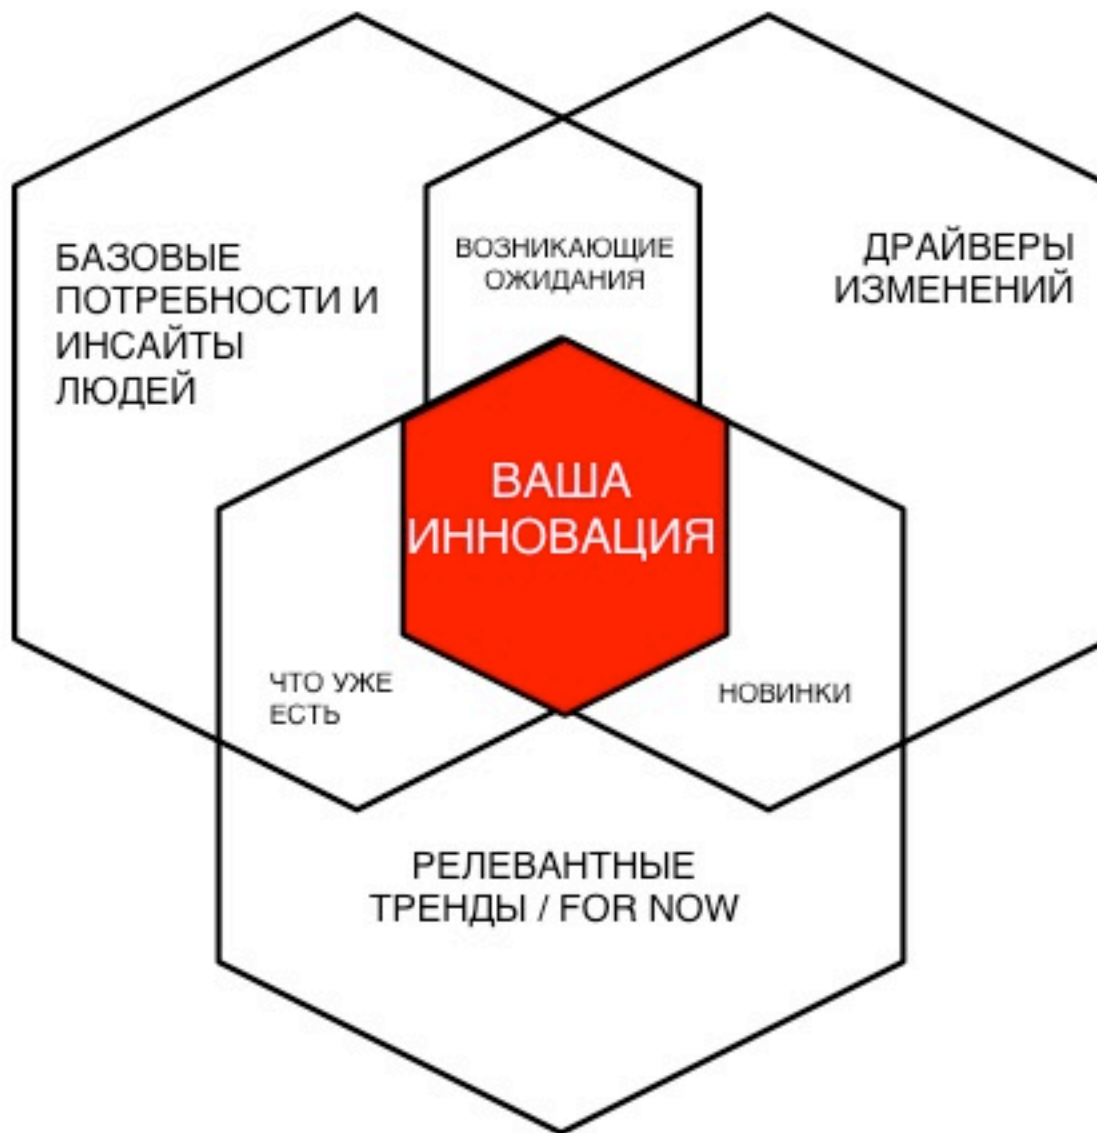 БАЗОВЫЕ
ПОТРЕБНОСТИ И
ИНСАЙТЫ
ЛЮДЕЙ
ВОЗНИКАЮЩИЕ
ОЖИДАНИЯ
ДРАЙВЕРЫ
ИЗМЕНЕНИЙ
ВАША
ИННОВАЦИЯ
ЧТО УЖЕ
ЕСТЬ
НОВИНКИ
РЕЛЕВАНТНЫЕ
ТРЕНДЫ / FOR NOW